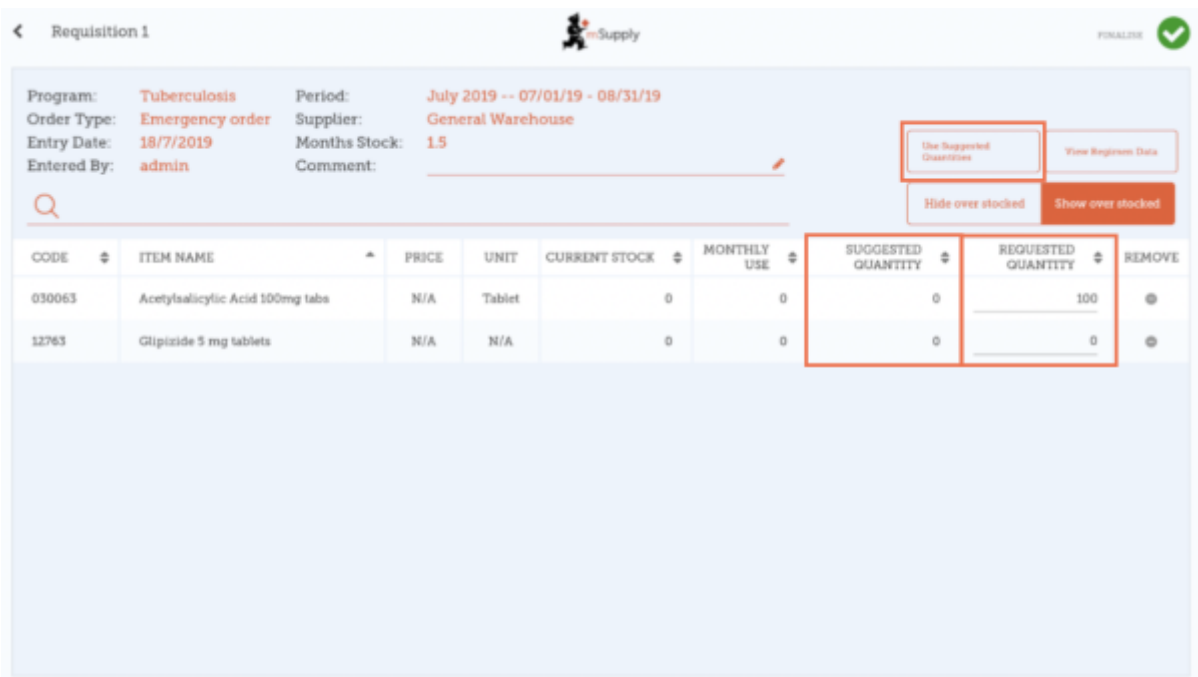 Requisition 1
mSupply
FINALISE
Program: Tuberculosis
Period: July 2019 -- 07/01/19 - 08/31/19
Order Type: Emergency order
Supplier: General Warehouse
Entry Date: 18/7/2019
Months Stock: 1.5
Entered By: admin
Comment:
Use Suggested
Quantities
View Regimen Data
Hide over stocked
Show over stocked
CODE ITEM NAME PRICE UNIT CURRENT STOCK MONTHLY USE SUGGESTED QUANTITY REQUESTED QUANTITY REMOVE
030063 Acetylsalicylic Acid 100mg tabs N/A Tablet 0 0 0 100
12763 Glipizide 5 mg tablets N/A N/A 0 0 0 0